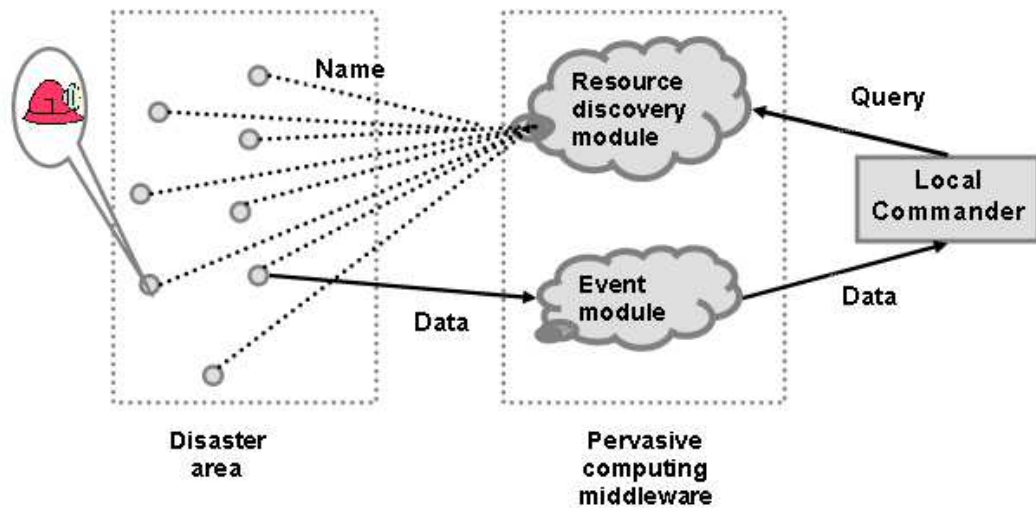 Name
Resource
discovery
module
Query
Local
Commander
Event
module
Data
Data
Disaster
area
Pervasive
computing
middleware